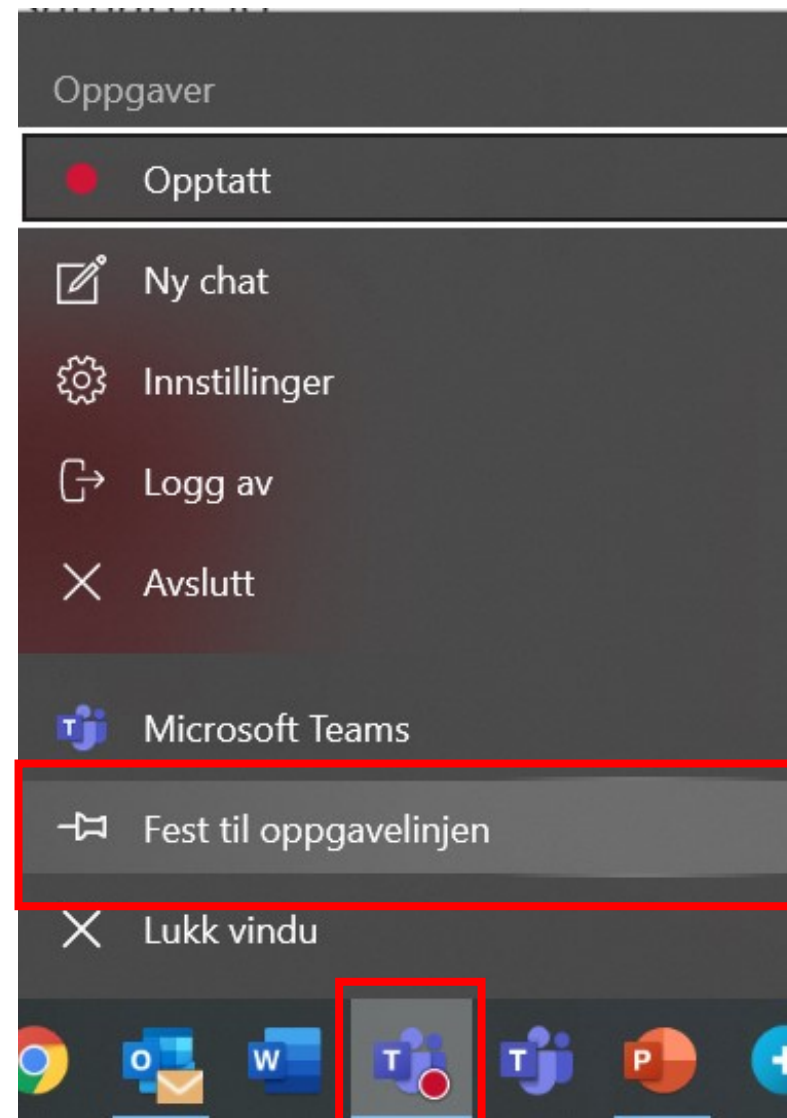 Oppgaver
Opptatt
Ny chat
Innstillinger
Logg av
Avslutt
Microsoft Teams
Fest til oppgavelinjen
Lukk vindu